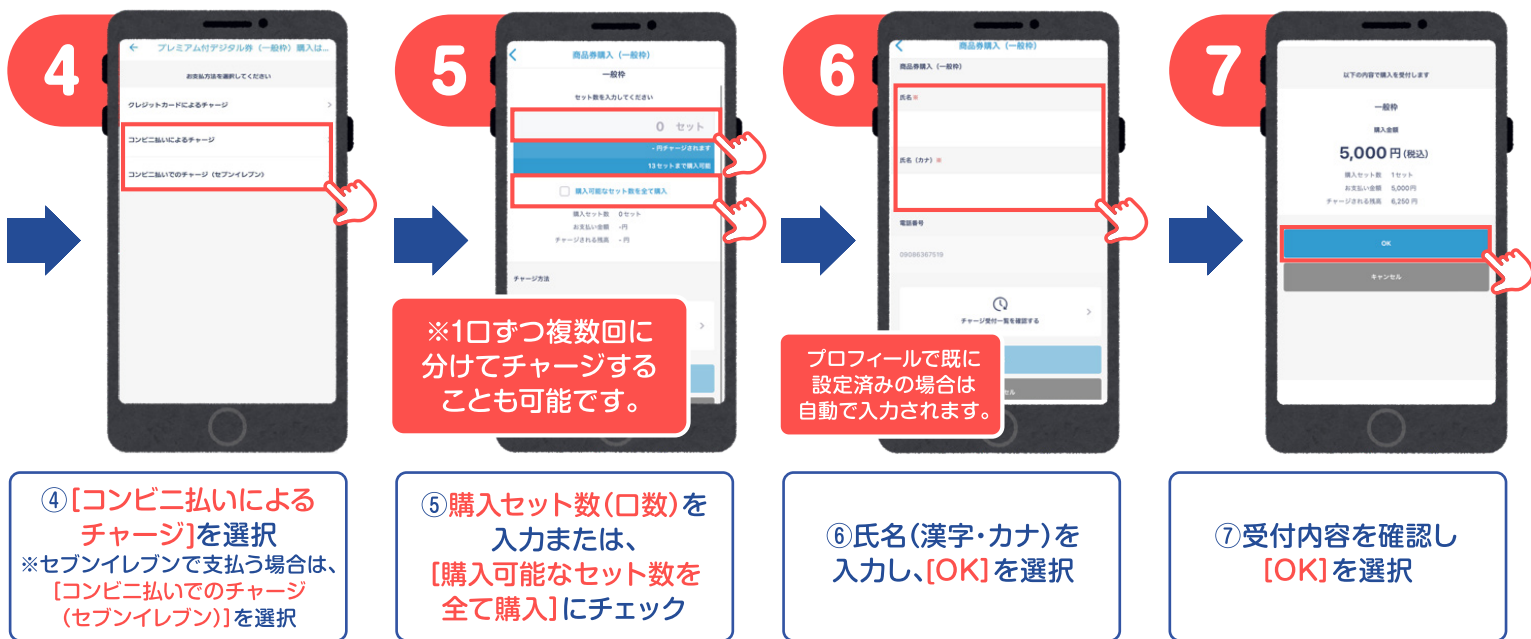 4
← プレミアム付デジタル券（一般枠）購入は...
お支払方法を選択してください
クレジットカードによるチャージ
コンビニ払いによるチャージ
コンビニ払いでのチャージ（セブンイレブン）
④[コンビニ払いによる
チャージ]を選択
※セブンイレブンで支払う場合は、
[コンビニ払いでのチャージ
(セブンイレブン)]を選択
5
商品券購入（一般枠）
一般枠
セット数を入力してください
0 セット
- 円チャージされます
13セットまで購入可能
購入可能なセット数を全て購入
購入セット数 0セット
お支払い金額 -円
チャージされる残高 - 円
チャージ方法
※1口ずつ複数回に
分けてチャージする
ことも可能です。
⑤購入セット数(口数)を
入力または、
[購入可能なセット数を
全て購入]にチェック
6
商品券購入（一般枠）
商品券購入（一般枠）
氏名※
氏名（カナ）※
電話番号
09086367519
チャージ受付一覧を確認する
プロフィールで既に
設定済みの場合は
自動で入力されます。
セル
⑥氏名(漢字・カナ)を
入力し、[OK]を選択
7
以下の内容で購入を受付します
一般枠
購入金額
5,000円(税込)
購入セット数 1セット
お支払い金額 5,000円
チャージされる残高 6,250 円
OK
キャンセル
⑦受付内容を確認し
[OK]を選択